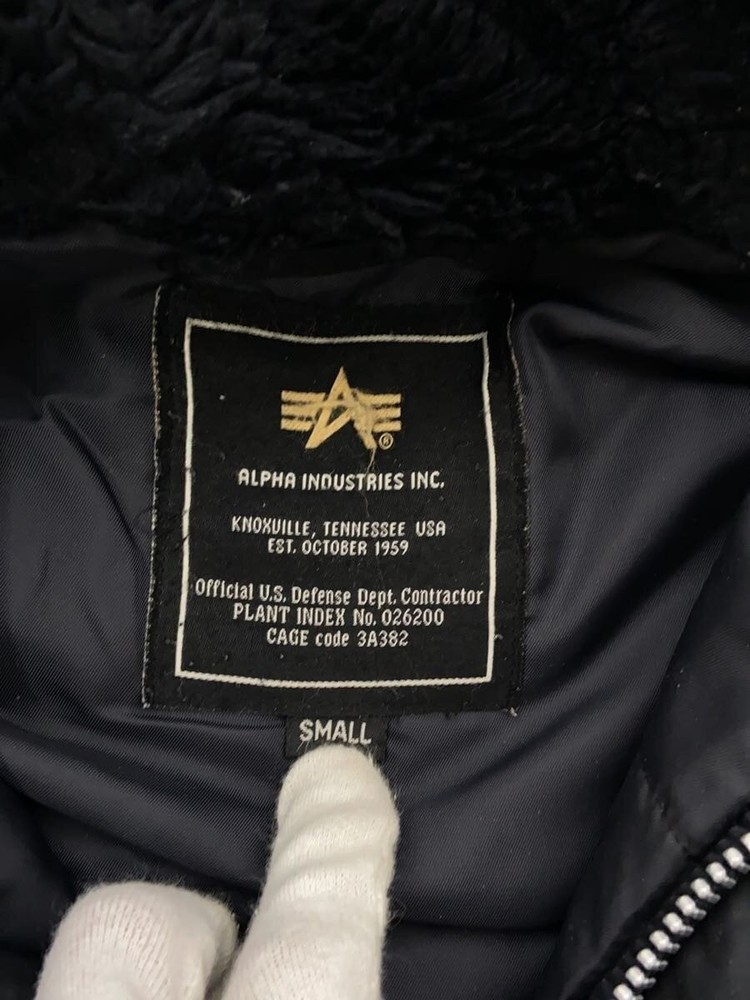 ®
ALPHA INDUSTRIES INC.
KNOXVILLE, TENNESSEE USA
EST. OCTOBER 1959
Official U.S. Defense Dept. Contractor
PLANT INDEX No. 026200
CAGE code 3A382
SMALL